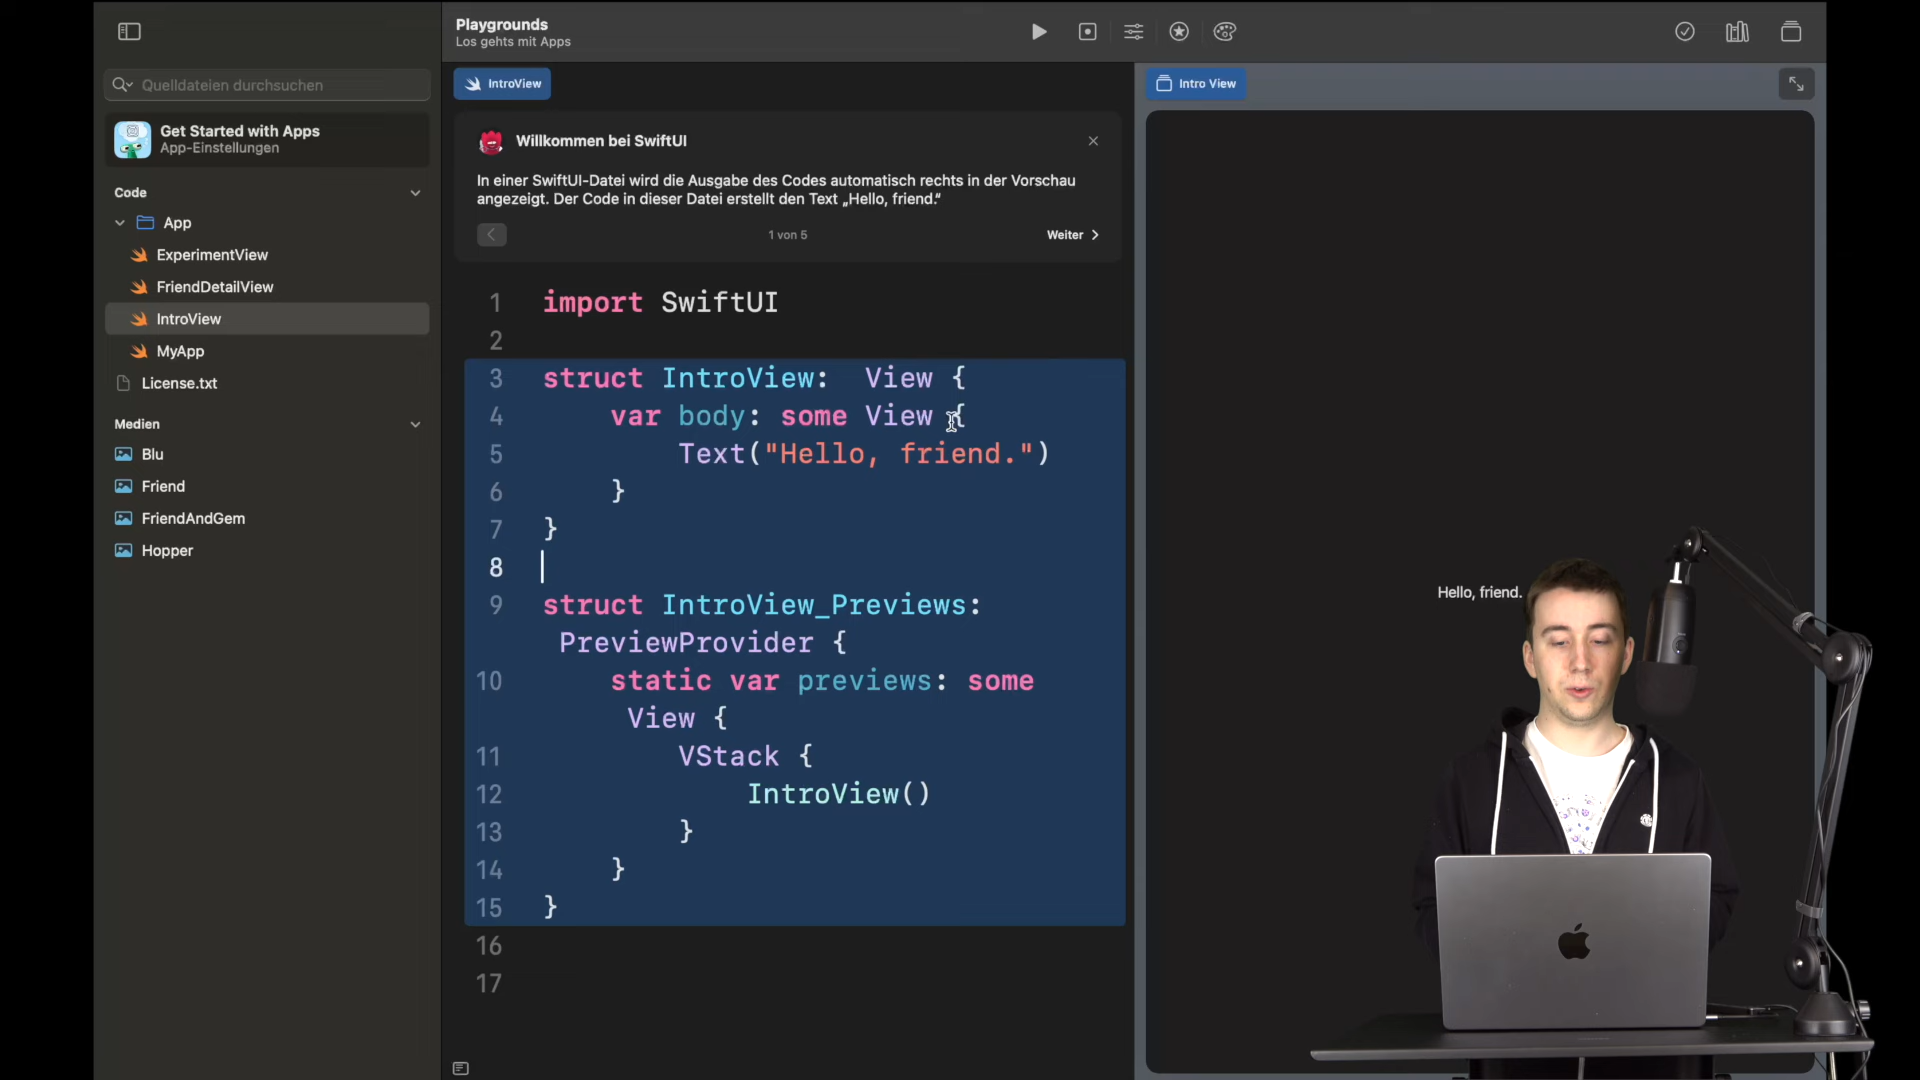 Playgrounds
Los gehts mit Apps
Quelldateien durchsuchen
Get Started with Apps
App-Einstellungen
Code
App
ExperimentView
FriendDetailView
IntroView
MyApp
License.txt
Medien
Blu
Friend
FriendAndGem
Hopper
IntroView
Willkommen bei SwiftUI
In einer SwiftUI-Datei wird die Ausgabe des Codes automatisch rechts in der Vorschau
angezeigt. Der Code in dieser Datei erstellt den Text „Hello, friend.“
1 von 5
Weiter
1 import SwiftUI
2
3 struct IntroView:  View {
4 var body: some View {
5 Text("Hello, friend.")
6 }
7 }
8
9 struct IntroView_Previews:
PreviewProvider {
10 static var previews: some
View {
11 VStack {
12 IntroView()
13 }
14 }
15 }
16
17
Intro View
Hello, friend.